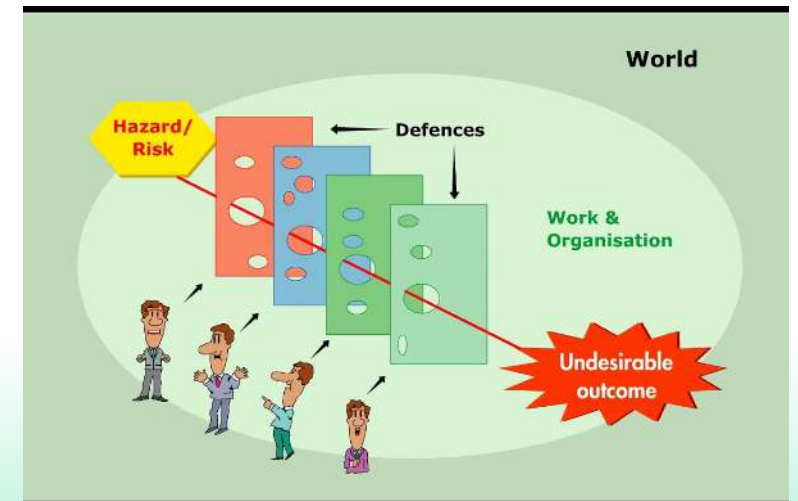 World
Hazard/
Risk
Defences
Work &
Organisation
Undesirable
outcome